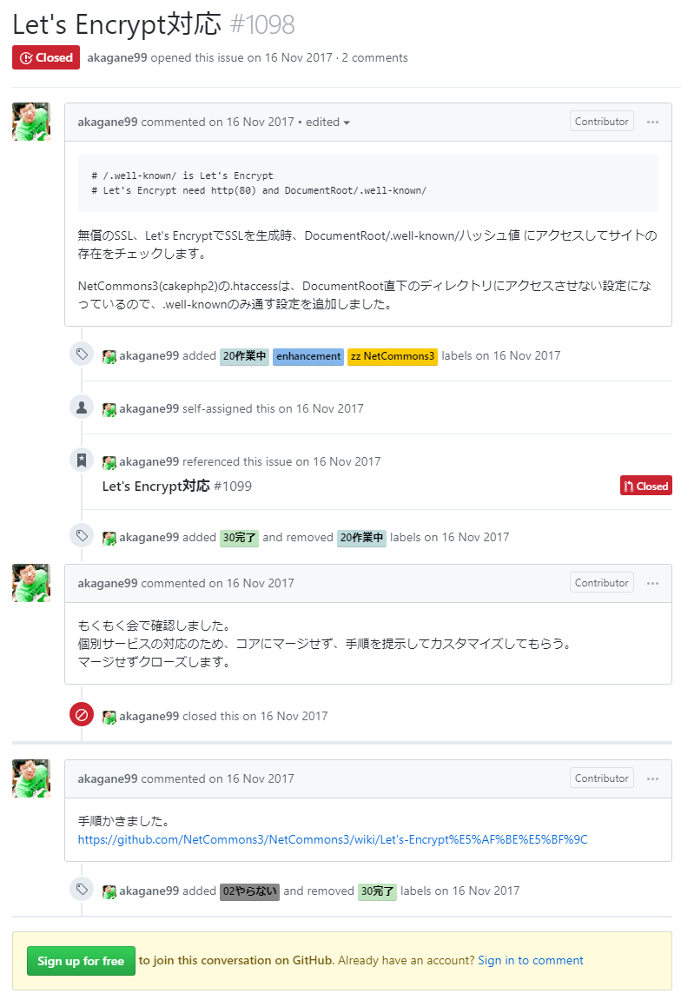 Let's Encrypt対応 #1098
Closed akagane99 opened this issue on 16 Nov 2017 · 2 comments
akagane99 commented on 16 Nov 2017 • edited Contributor ···
# /.well-known/ is Let's Encrypt
# Let's Encrypt need http(80) and DocumentRoot/.well-known/
無償のSSL、Let's EncryptでSSLを生成時、DocumentRoot/.well-known/ハッシュ値 にアクセスしてサイトの
存在をチェックします。
NetCommons3(cakephp2)の.htaccessは、DocumentRoot直下のディレクトリにアクセスさせない設定にな
っているので、.well-knownのみ通す設定を追加しました。
akagane99 added 20作業中 enhancement zz NetCommons3 labels on 16 Nov 2017
akagane99 self-assigned this on 16 Nov 2017
akagane99 referenced this issue on 16 Nov 2017
Let's Encrypt対応 #1099 Closed
akagane99 added 30完了 and removed 20作業中 labels on 16 Nov 2017
akagane99 commented on 16 Nov 2017 Contributor ···
もくもく会で確認しました。
個別サービスの対応のため、コアにマージせず、手順を提示してカスタマイズしてもらう。
マージせずクローズします。
akagane99 closed this on 16 Nov 2017
akagane99 commented on 16 Nov 2017 Contributor ···
手順かきました。
https://github.com/NetCommons3/NetCommons3/wiki/Let's-Encrypt%E5%AF%BE%E5%BF%9C
akagane99 added 02やらない and removed 30完了 labels on 16 Nov 2017
Sign up for free to join this conversation on GitHub. Already have an account? Sign in to comment